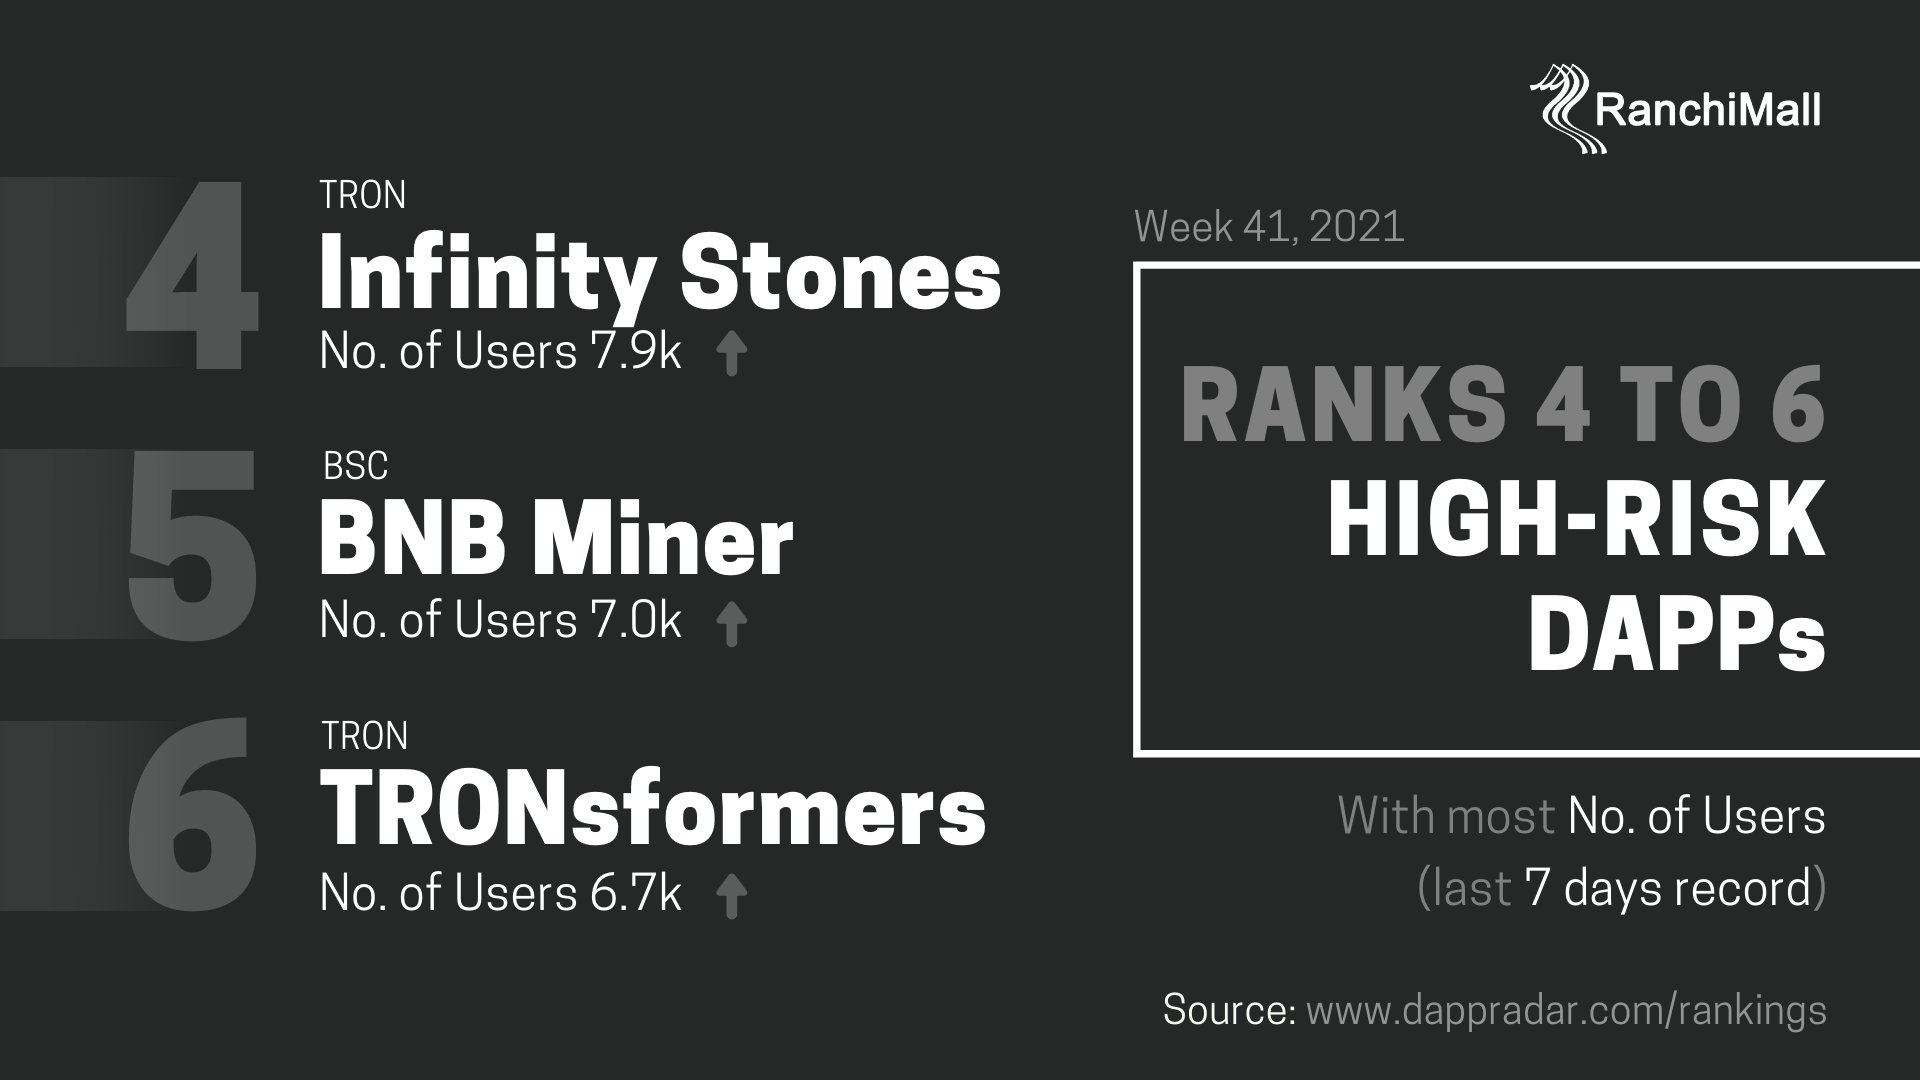 RanchiMall
4
TRON
Infinity Stones
No. of Users 7.9k
5
BSC
BNB Miner
No. of Users 7.0k
6
TRON
TRONsformers
No. of Users 6.7k
Week 41, 2021
RANKS 4 TO 6
HIGH-RISK
DAPPs
With most No. of Users
(last 7 days record)
Source: www.dappradar.com/rankings